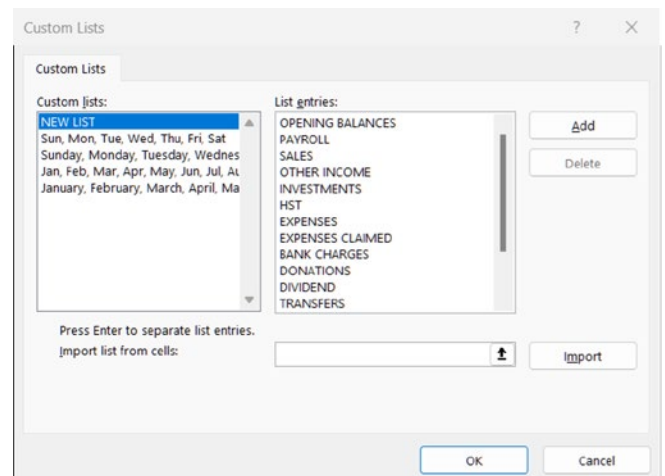 Custom Lists
? ×
Custom Lists
Custom lists:
NEW LIST
Sun, Mon, Tue, Wed, Thu, Fri, Sat
Sunday, Monday, Tuesday, Wednes
Jan, Feb, Mar, Apr, May, Jun, Jul, Au
January, February, March, April, Ma
List entries:
OPENING BALANCES
PAYROLL
SALES
OTHER INCOME
INVESTMENTS
HST
EXPENSES
EXPENSES CLAIMED
BANK CHARGES
DONATIONS
DIVIDEND
TRANSFERS
Add
Delete
Press Enter to separate list entries.
Import list from cells:
Import
OK
Cancel